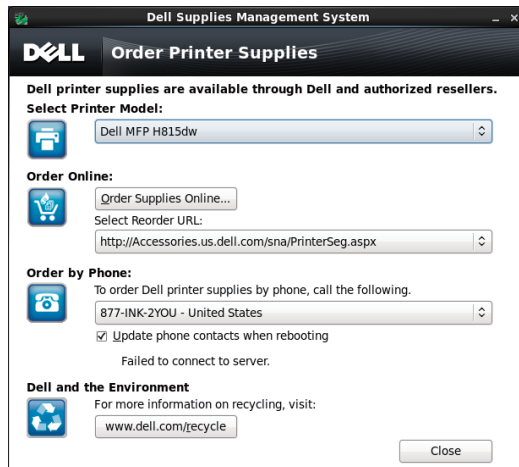 Dell Supplies Management System
DELL Order Printer Supplies
Dell printer supplies are available through Dell and authorized resellers.
Select Printer Model:
Dell MFP H815dw
Order Online:
Order Supplies Online...
Select Reorder URL:
http://Accessories.us.dell.com/sna/PrinterSeg.aspx
Order by Phone:
To order Dell printer supplies by phone, call the following.
877-INK-2YOU - United States
Update phone contacts when rebooting
Failed to connect to server.
Dell and the Environment
For more information on recycling, visit:
www.dell.com/recycle
Close